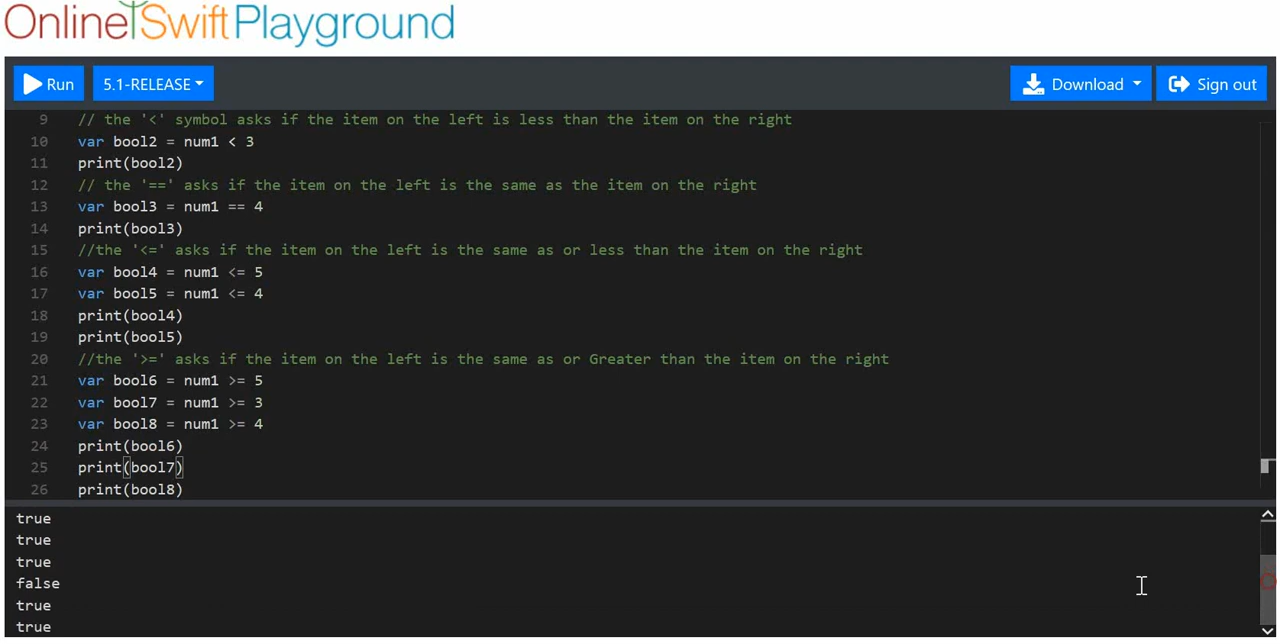 Online Swift Playground
Run
5.1-RELEASE
Download
Sign out
9 // the '<' symbol asks if the item on the left is less than the item on the right
10 var bool2 = num1 < 3
11 print(bool2)
12 // the '==' asks if the item on the left is the same as the item on the right
13 var bool3 = num1 == 4
14 print(bool3)
15 //the '<=' asks if the item on the left is the same as or less than the item on the right
16 var bool4 = num1 <= 5
17 var bool5 = num1 <= 4
18 print(bool4)
19 print(bool5)
20 //the '>=' asks if the item on the left is the same as or Greater than the item on the right
21 var bool6 = num1 >= 5
22 var bool7 = num1 >= 3
23 var bool8 = num1 >= 4
24 print(bool6)
25 print(bool7)
26 print(bool8)
true
true
true
false
true
true